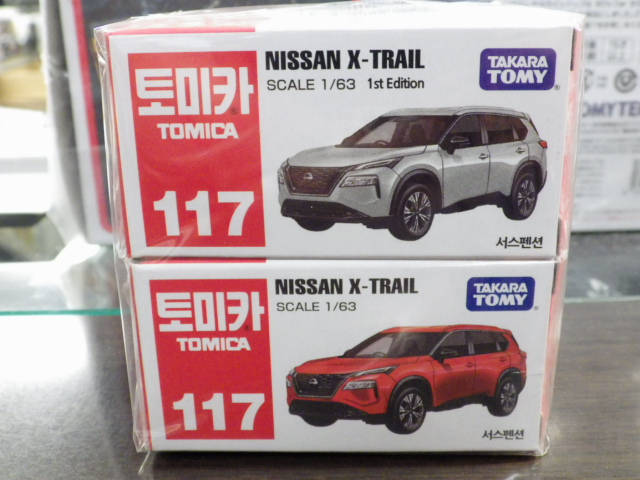 토미카
TOMICA
117
NISSAN X-TRAIL
SCALE 1/63 1st Edition
TAKARA
TOMY
서스펜션
토미카
TOMICA
117
NISSAN X-TRAIL
SCALE 1/63
TAKARA
TOMY
서스펜션